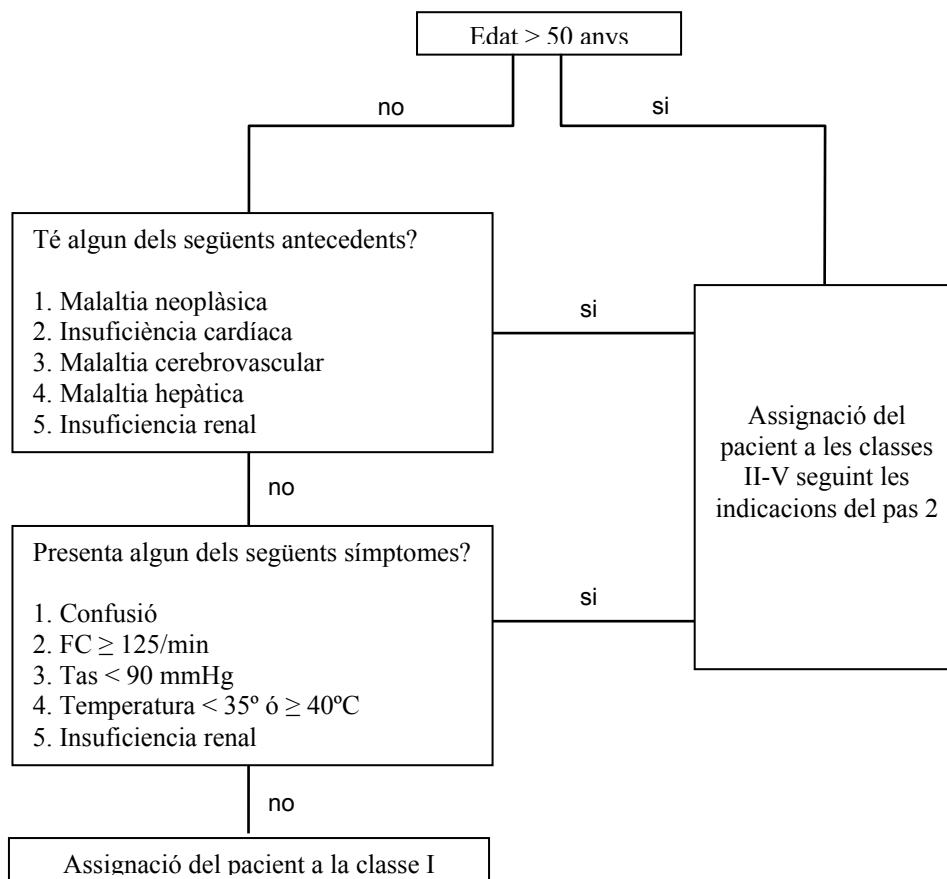 Edat > 50 anys
no
si
Té algun dels següents antecedents?
1. Malaltia neoplàsica
2. Insuficiència cardíaca
3. Malaltia cerebrovascular
4. Malaltia hepàtica
5. Insuficiencia renal
si
Assignació del
pacient a les classes
II-V seguint les
indicacions del pas 2
no
Presenta algun dels següents símptomes?
1. Confusió
2. FC ≥ 125/min
3. Tas < 90 mmHg
4. Temperatura < 35º ó ≥ 40ºC
5. Insuficiencia renal
si
no
Assignació del pacient a la classe I